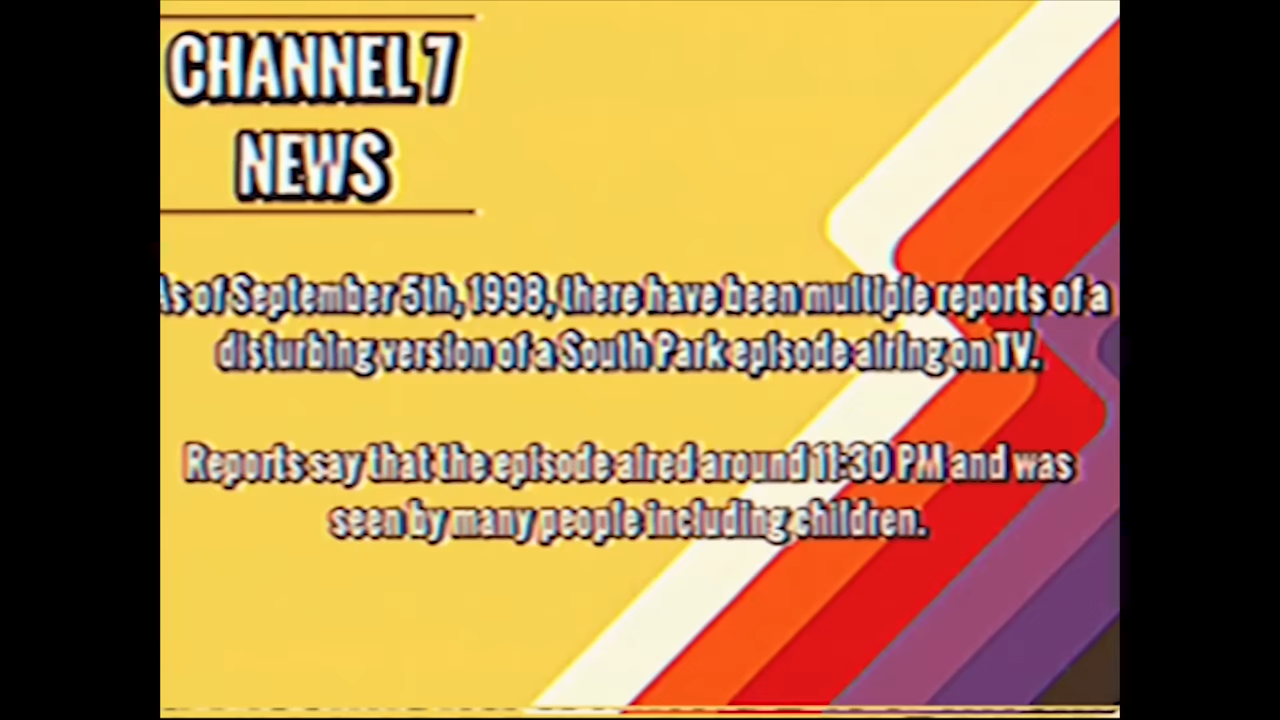 CHANNEL 7
NEWS
As of September 5th, 1998, there have been multiple reports of a
disturbing version of a South Park episode airing on TV.
Reports say that the episode aired around 11:30 PM and was
seen by many people including children.